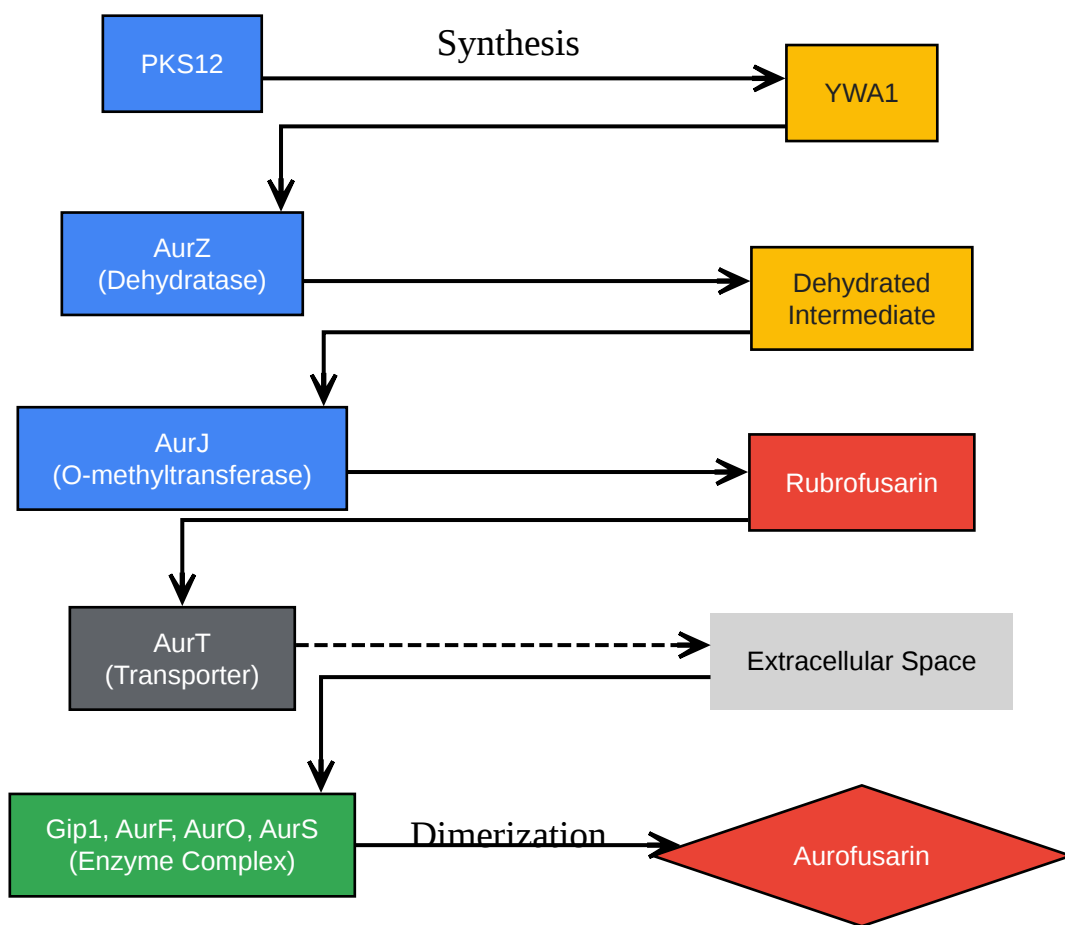 PKS12
Synthesis
YWA1
AurZ
(Dehydratase)
Dehydrated
Intermediate
AurJ
(O-methyltransferase)
Rubrofusarin
AurT
(Transporter)
Extracellular Space
Gip1, AurF, AurO, AurS
(Enzyme Complex)
Dimerization
Aurofusarin